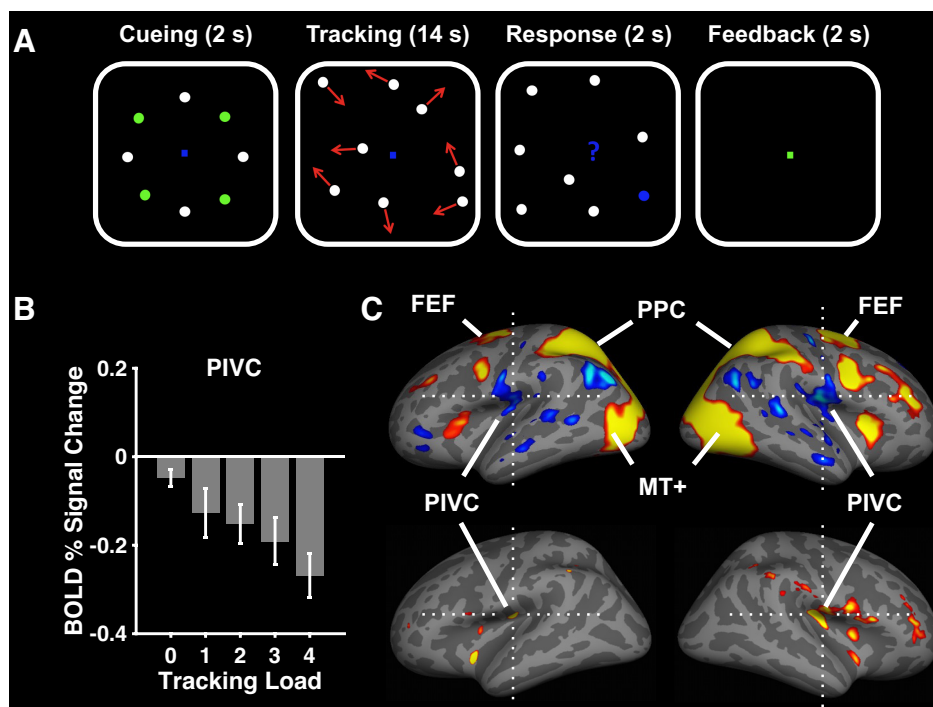 A
Cueing (2 s) Tracking (14 s) Response (2 s) Feedback (2 s)
?
B
PIVC
BOLD % Signal Change
0.2
0
-0.2
-0.4
0 1 2 3 4
Tracking Load
C
FEF PPC FEF
MT+
PIVC PIVC